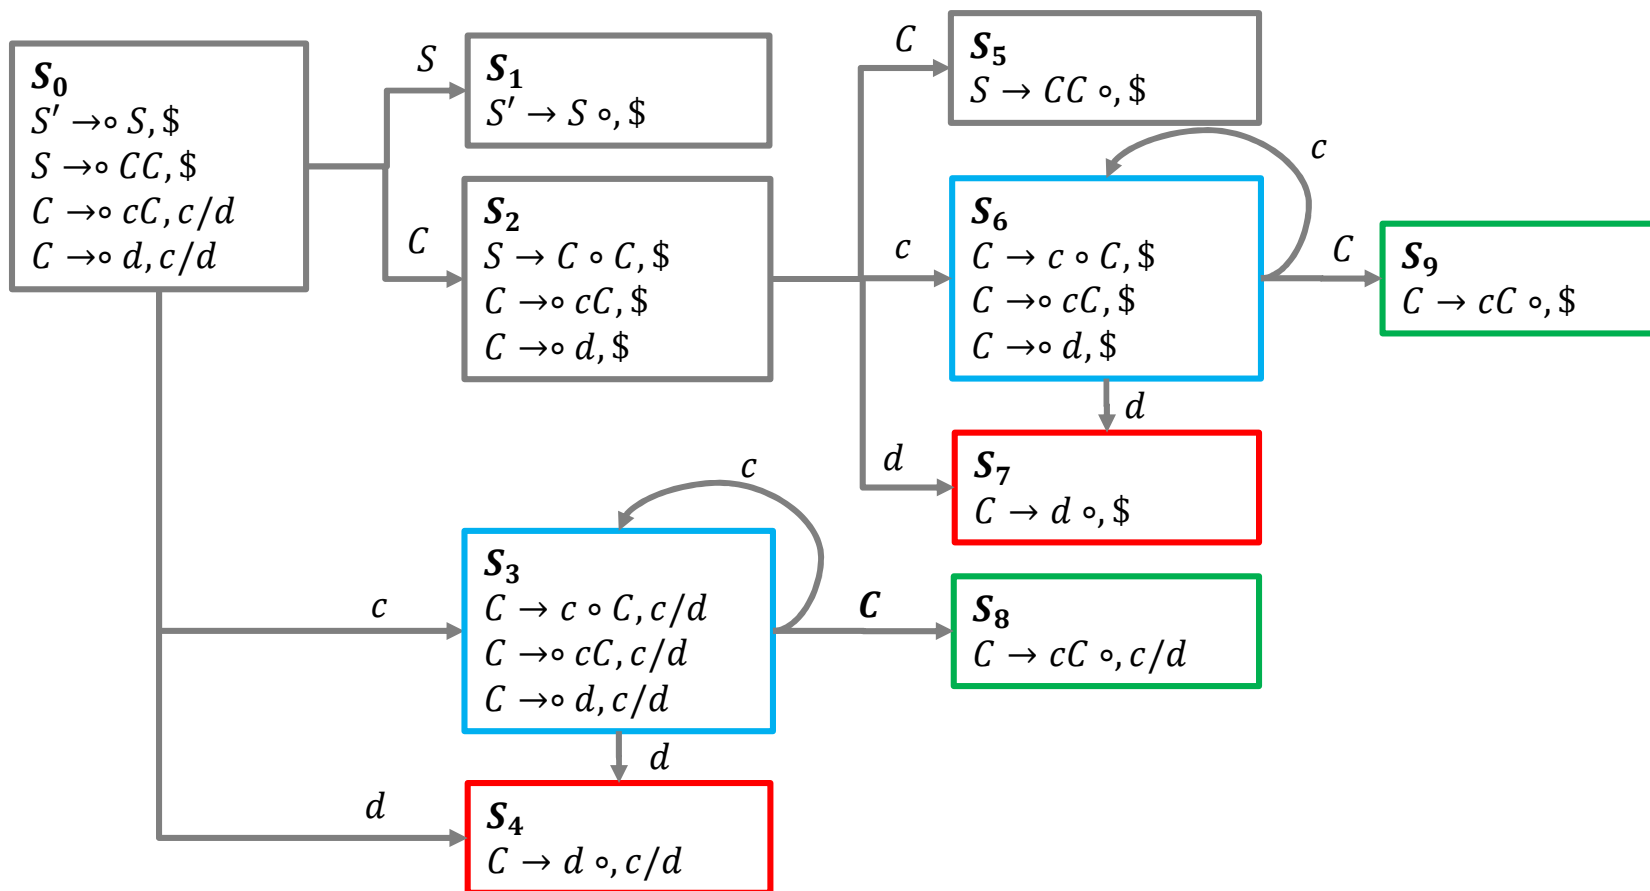 S₀
S′ →∘ S, $
S →∘ CC, $
C →∘ cC, c/d
C →∘ d, c/d
S
S₁
S′ → S ∘, $
C
S₂
S → C ∘ C, $
C →∘ cC, $
C →∘ d, $
C
S₅
S → CC ∘, $
c
c
S₆
C → c ∘ C, $
C →∘ cC, $
C →∘ d, $
C
S₉
C → cC ∘, $
d
d
S₇
C → d ∘, $
c
c
S₃
C → c ∘ C, c/d
C →∘ cC, c/d
C →∘ d, c/d
C
S₈
C → cC ∘, c/d
d
d
S₄
C → d ∘, c/d